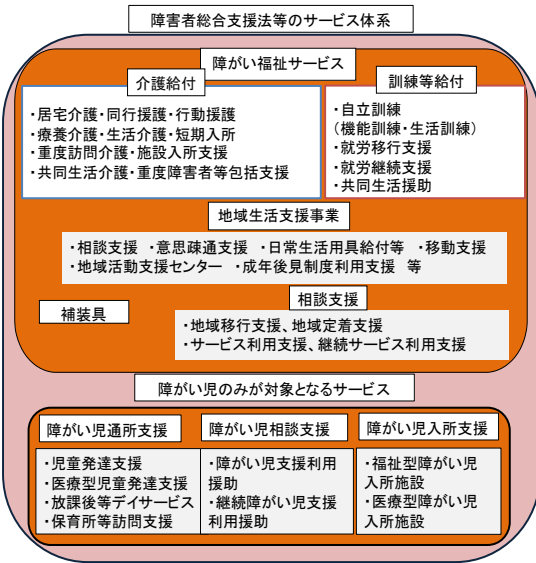 障害者総合支援法等のサービス体系
障がい福祉サービス
介護給付
・居宅介護・同行援護・行動援護
・療養介護・生活介護・短期入所
・重度訪問介護・施設入所支援
・共同生活介護・重度障害者等包括支援
訓練等給付
・自立訓練
(機能訓練・生活訓練)
・就労移行支援
・就労継続支援
・共同生活援助
地域生活支援事業
・相談支援 ・意思疎通支援 ・日常生活用具給付等 ・移動支援
・地域活動支援センター ・成年後見制度利用支援 等
補装具
相談支援
・地域移行支援、地域定着支援
・サービス利用支援、継続サービス利用支援
障がい児のみが対象となるサービス
障がい児通所支援
・児童発達支援
・医療型児童発達支援
・放課後等デイサービス
・保育所等訪問支援
障がい児相談支援
・障がい児支援利用
援助
・継続障がい児支援
利用援助
障がい児入所支援
・福祉型障がい児
入所施設
・医療型障がい児
入所施設